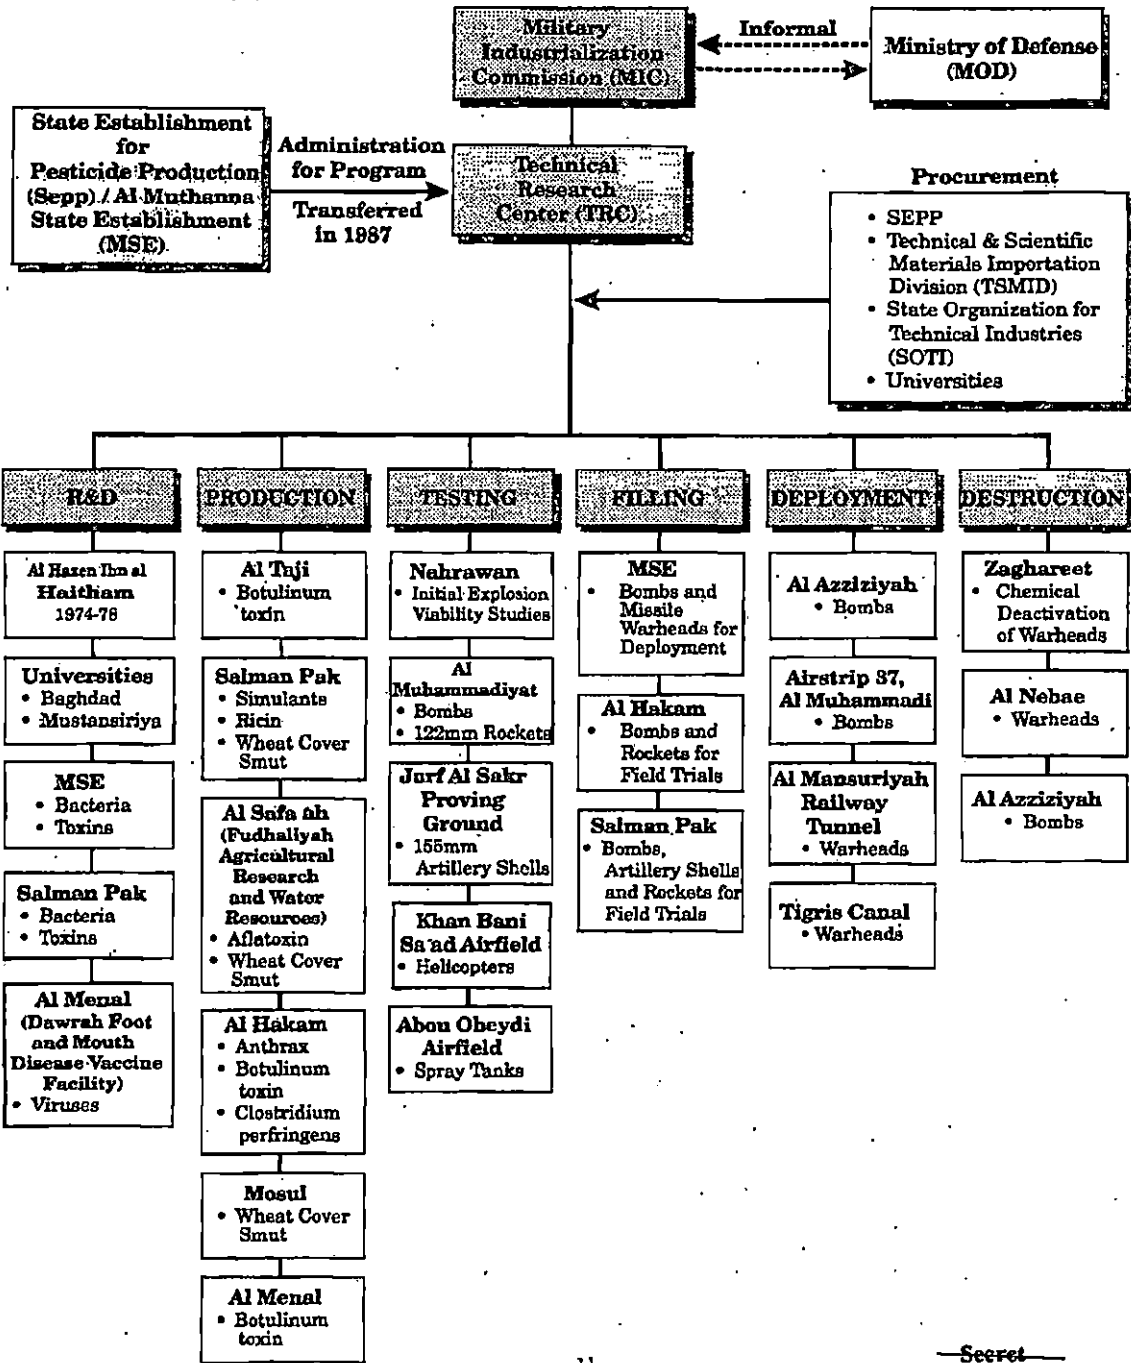 Military
Industrialization
Commission (MIC)
Informal
Ministry of Defense
(MOD)
State Establishment
for
Pesticide Production
(Sepp) / Al Muthanna
State Establishment
(MSE)
Administration
for Program
Transferred
in 1987
Technical
Research
Center (TRC)
Procurement
• SEPP
• Technical & Scientific
Materials Importation
Division (TSMID)
• State Organization for
Technical Industries
(SOTI)
• Universities
R&D
Al Hazen Ibn al
Haitham
1974-78
Universities
• Baghdad
• Mustansiriya
MSE
• Bacteria
• Toxins
Salman Pak
• Bacteria
• Toxins
Al Menal
(Dawrah Foot
and Mouth
Disease Vaccine
Facility)
• Viruses
PRODUCTION
Al Taji
• Botulinum
toxin
Salman Pak
• Simulants
• Ricin
• Wheat Cover
Smut
Al Safa ah
(Fudhaliyah
Agricultural
Research
and Water
Resources)
• Aflatoxin
• Wheat Cover
Smut
Al Hakam
• Anthrax
• Botulinum
toxin
• Clostridium
perfringens
Mosul
• Wheat Cover
Smut
Al Menal
• Botulinum
toxin
TESTING
Nahrawan
• Initial Explosion
Viability Studies
Al
Muhammadiyat
• Bombs
• 122mm Rockets
Jurf Al Sakr
Proving
Ground
• 155mm
Artillery Shells
Khan Bani
Sa'ad Airfield
• Helicopters
Abou Obeydi
Airfield
• Spray Tanks
FILLING
MSE
• Bombs and
Missile
Warheads for
Deployment
Al Hakam
• Bombs and
Rockets for
Field Trials
Salman Pak
• Bombs,
Artillery Shells
and Rockets for
Field Trials
DEPLOYMENT
Al Azziziyah
• Bombs
Airstrip 37,
Al Muhammadi
• Bombs
Al Mansuriyah
Railway
Tunnel
• Warheads
Tigris Canal
• Warheads
DESTRUCTION
Zaghareet
• Chemical
Deactivation
of Warheads
Al Nebae
• Warheads
Al Azziziyah
• Bombs
Secret